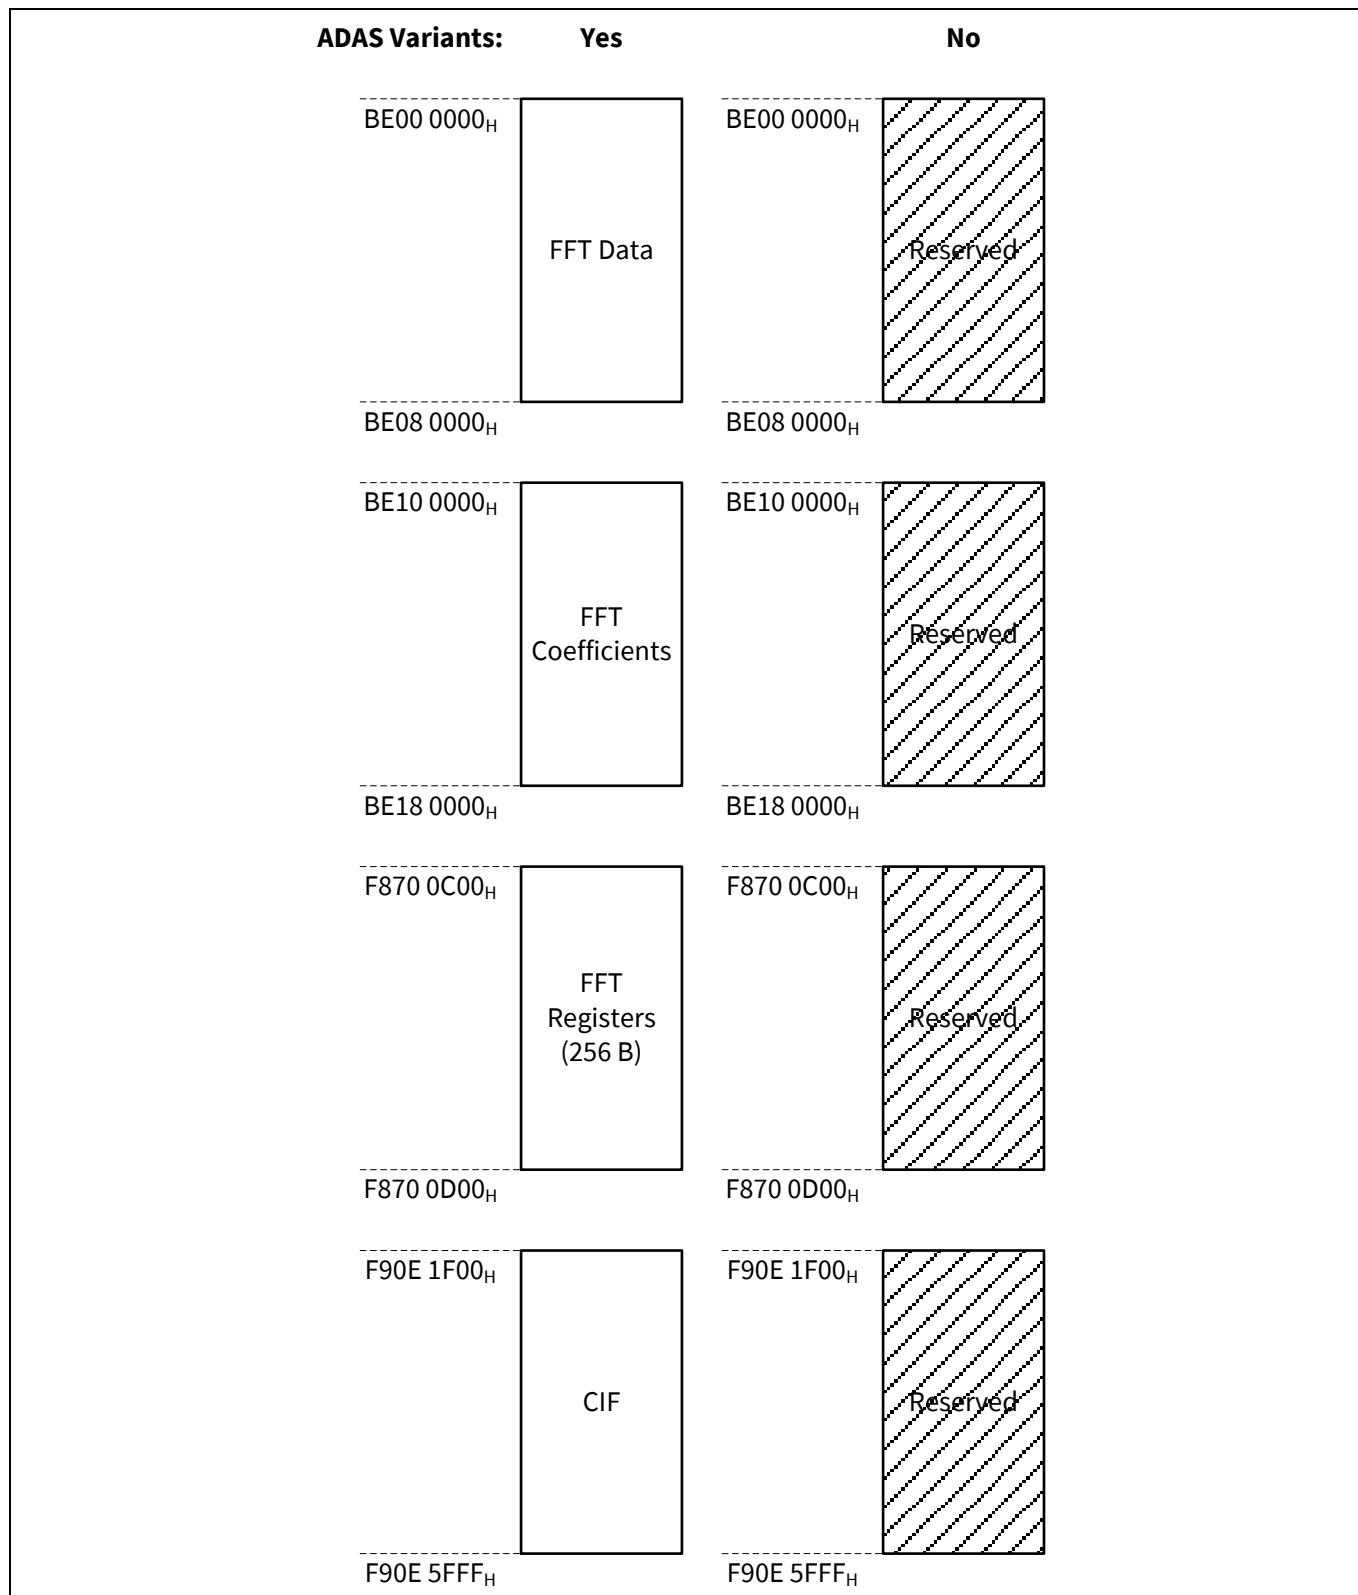 ADAS Variants: Yes No
BE00 0000H BE00 0000H
FFT Data Reserved
BE08 0000H BE08 0000H
BE10 0000H BE10 0000H
FFT
Coefficients Reserved
BE18 0000H BE18 0000H
F870 0C00H F870 0C00H
FFT
Registers Reserved
(256 B)
F870 0D00H F870 0D00H
F90E 1F00H F90E 1F00H
CIF Reserved
F90E 5FFFH F90E 5FFFH